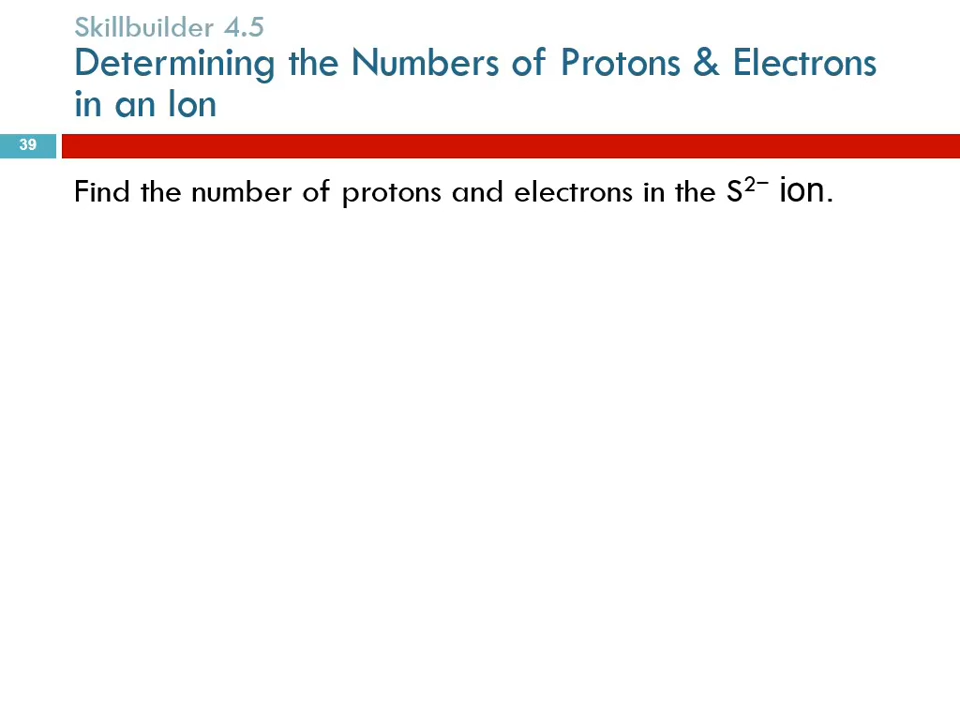 Skillbuilder 4.5
Determining the Numbers of Protons & Electrons
in an Ion
39
Find the number of protons and electrons in the S²⁻ ion.